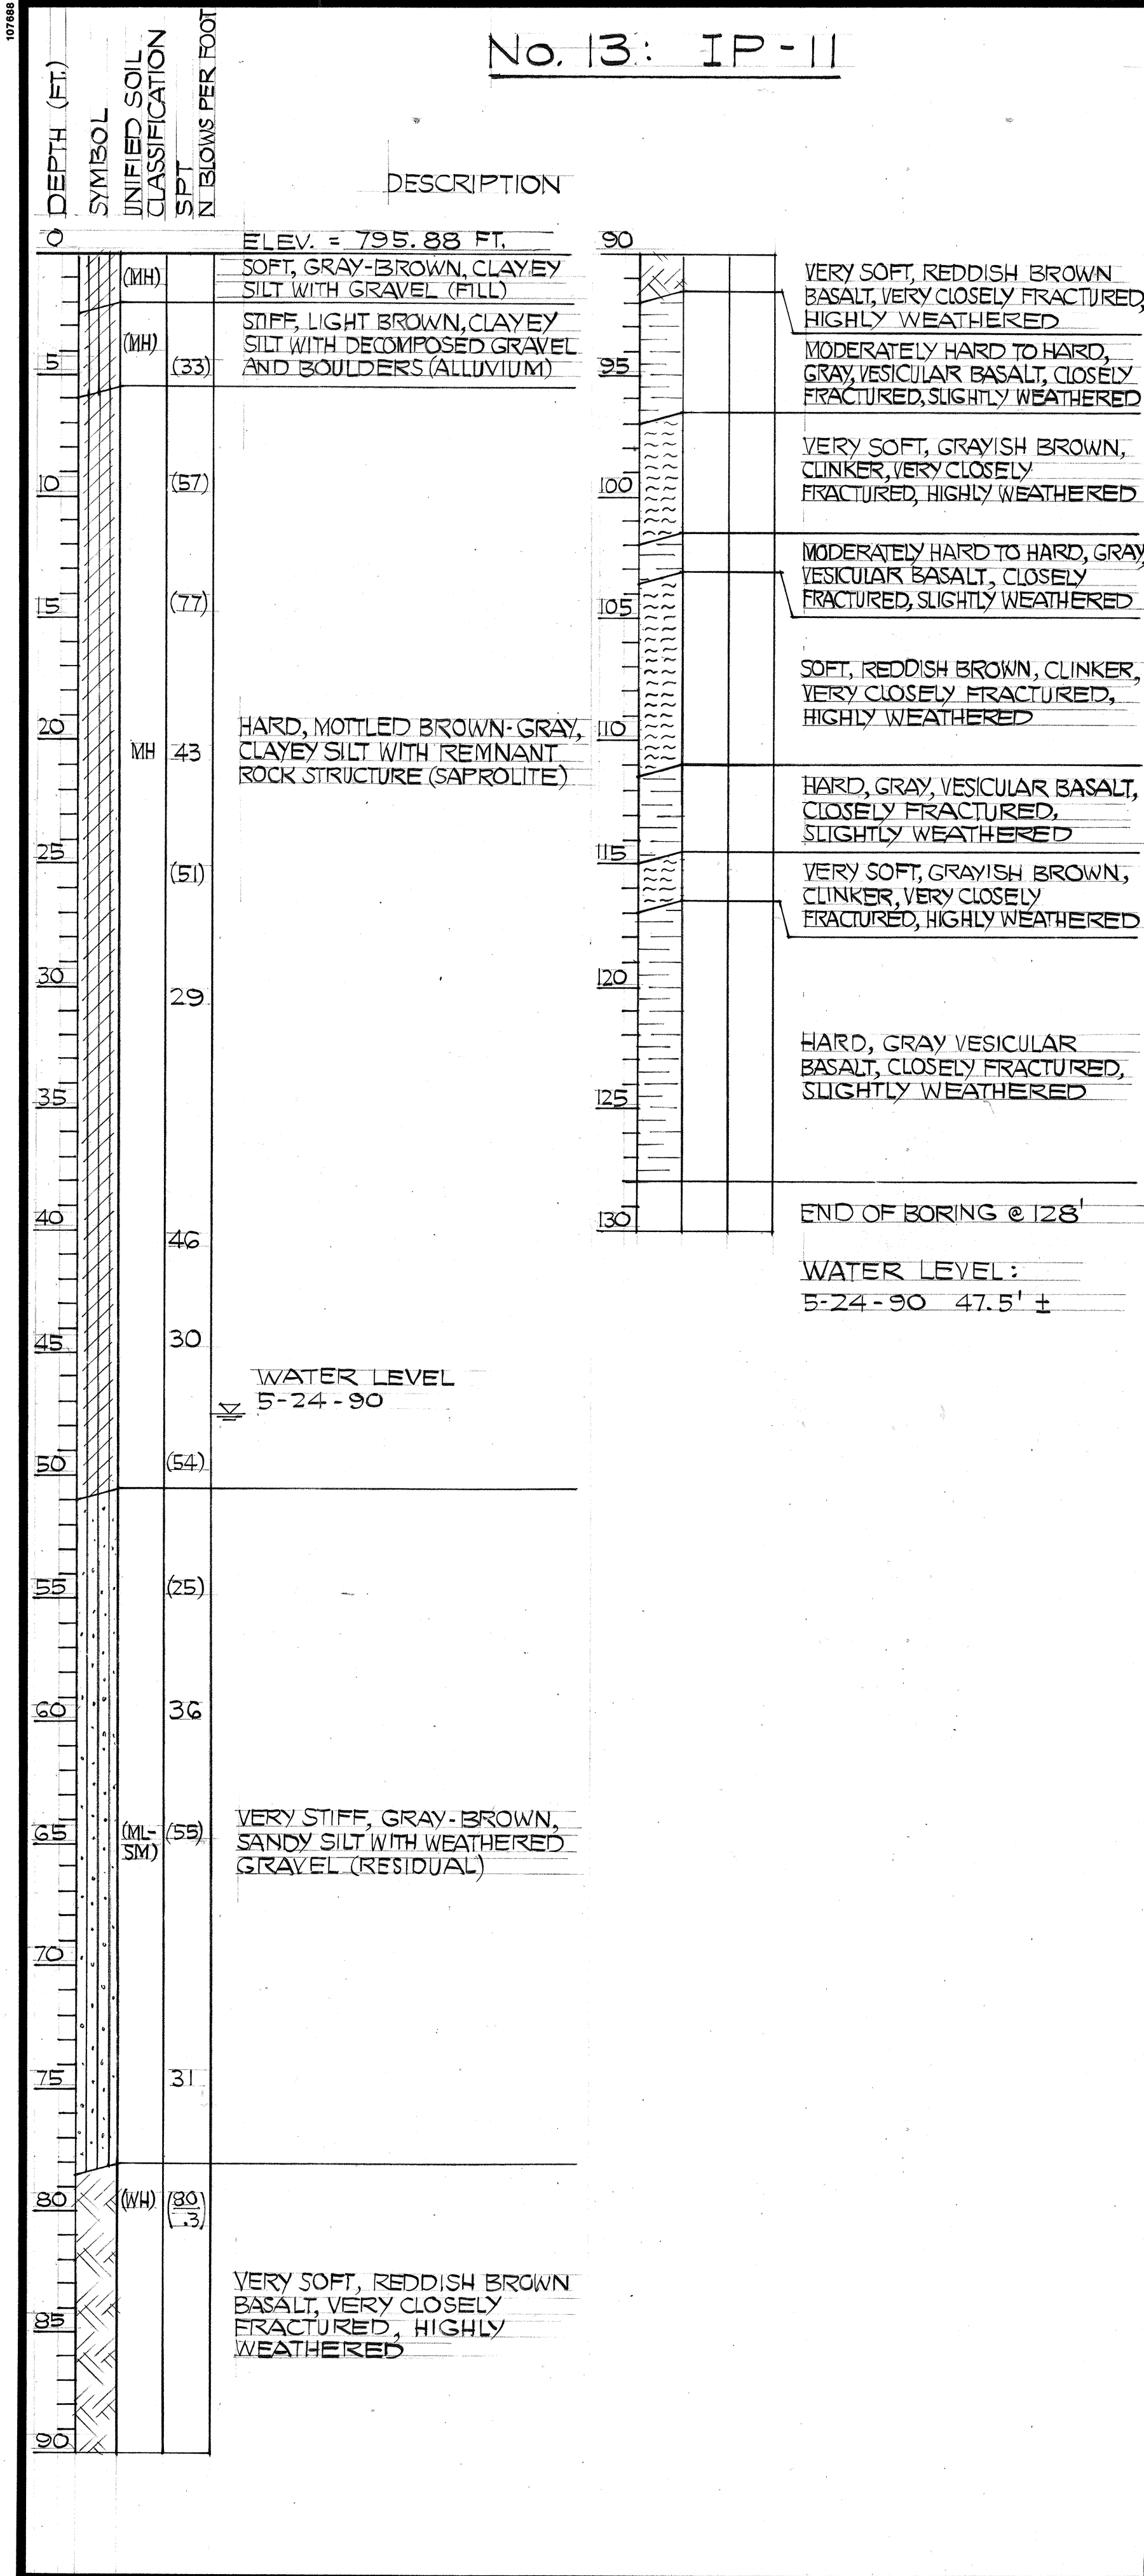 107688
No. 13: IP-11
DEPTH (FT.)
SYMBOL
UNIFIED SOIL
CLASSIFICATION
SPT
N BLOWS PER FOOT
DESCRIPTION
0
ELEV. = 795.88 FT.
(MH)
SOFT, GRAY-BROWN, CLAYEY
SILT WITH GRAVEL (FILL)
(MH)
STIFF, LIGHT BROWN, CLAYEY
SILT WITH DECOMPOSED GRAVEL
AND BOULDERS (ALLUVIUM)
5
(33)
10
(57)
15
(77)
20
MH
43
HARD, MOTTLED BROWN-GRAY,
CLAYEY SILT WITH REMNANT
ROCK STRUCTURE (SAPROLITE)
25
(51)
30
29
35
40
46
45
30
WATER LEVEL
5-24-90
50
(54)
55
(25)
60
36
65
(ML-
SM)
(55)
VERY STIFF, GRAY-BROWN,
SANDY SILT WITH WEATHERED
GRAVEL (RESIDUAL)
70
75
31
80
(WH)
(80
.3)
VERY SOFT, REDDISH BROWN
BASALT, VERY CLOSELY
FRACTURED, HIGHLY
WEATHERED
85
90
90
VERY SOFT, REDDISH BROWN
BASALT, VERY CLOSELY FRACTURED,
HIGHLY WEATHERED
95
MODERATELY HARD TO HARD,
GRAY, VESICULAR BASALT, CLOSELY
FRACTURED, SLIGHTLY WEATHERED
VERY SOFT, GRAYISH BROWN,
CLINKER, VERY CLOSELY
FRACTURED, HIGHLY WEATHERED
100
MODERATELY HARD TO HARD, GRAY,
VESICULAR BASALT, CLOSELY
FRACTURED, SLIGHTLY WEATHERED
105
SOFT, REDDISH BROWN, CLINKER,
VERY CLOSELY FRACTURED,
HIGHLY WEATHERED
110
HARD, GRAY, VESICULAR BASALT,
CLOSELY FRACTURED,
SLIGHTLY WEATHERED
115
VERY SOFT, GRAYISH BROWN,
CLINKER, VERY CLOSELY
FRACTURED, HIGHLY WEATHERED
120
HARD, GRAY VESICULAR
BASALT, CLOSELY FRACTURED,
SLIGHTLY WEATHERED
125
130
END OF BORING @ 128'
WATER LEVEL:
5-24-90 47.5' ±